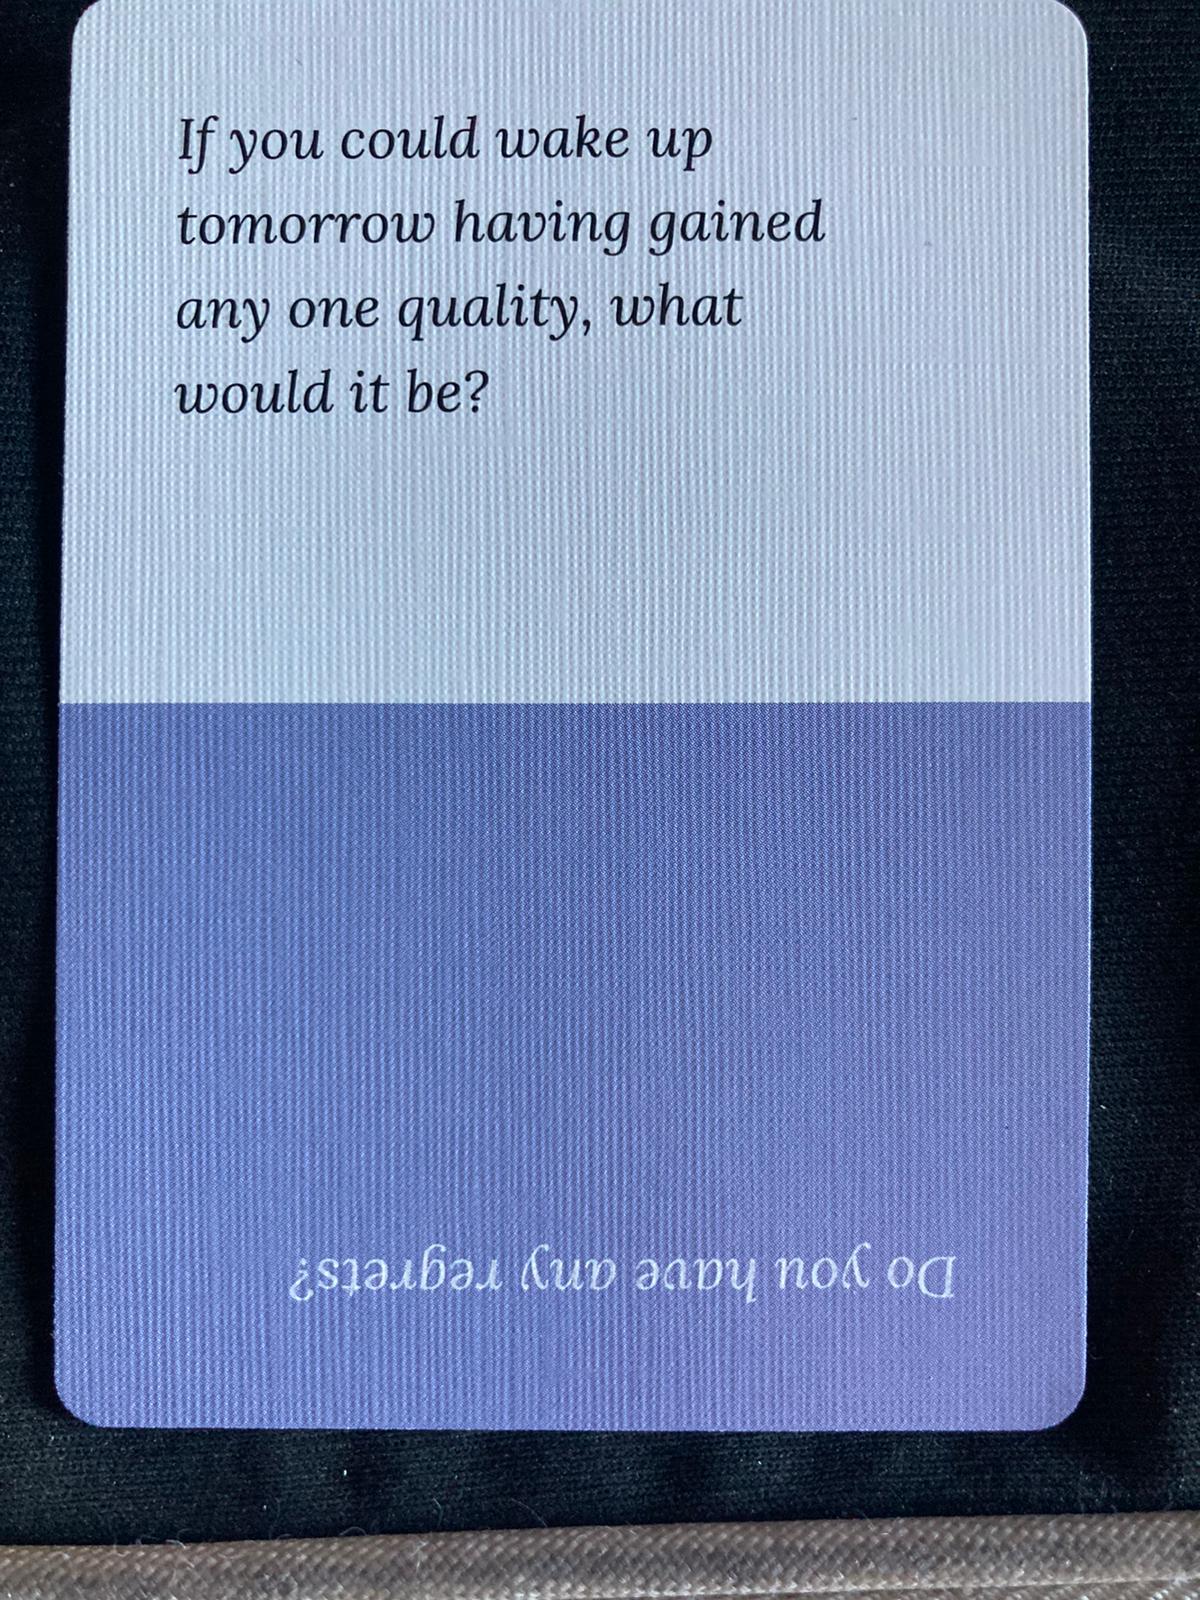 If you could wake up
tomorrow having gained
any one quality, what
would it be?
Do you have any regrets?